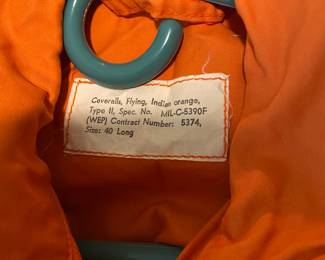 Coveralls, Flying, Indian orange,
Type II, Spec. No. MIL-C-5390F
(WEP) Contract Number: 5374,
Size: 40 Long